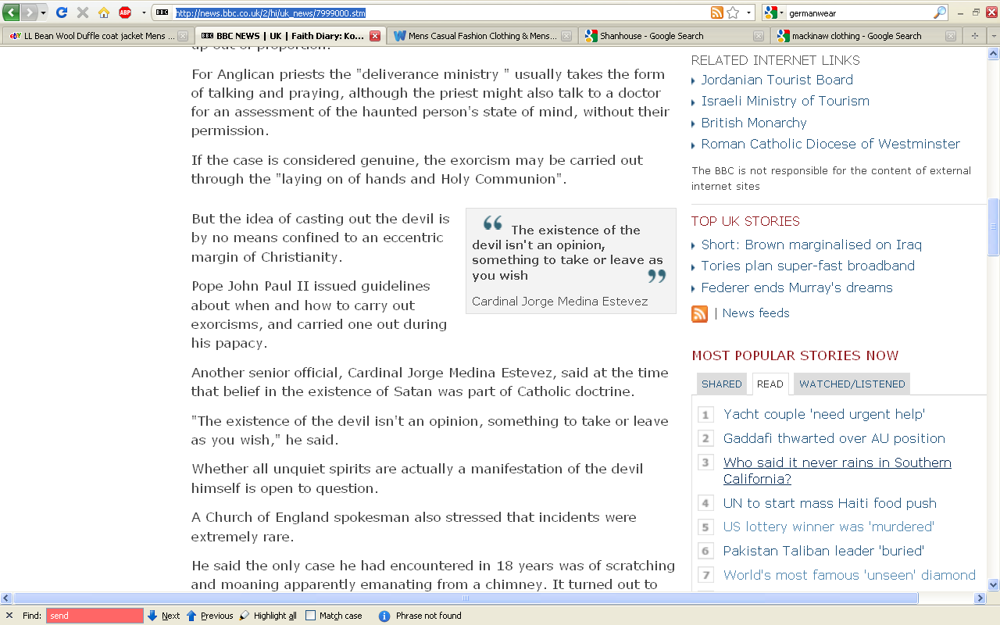 http://news.bbc.co.uk/2/hi/uk_news/7999000.stm
germanwear
LL Bean Wool Duffle coat jacket Mens ...
BBC NEWS | UK | Faith Diary: Ko...
Mens Casual Fashion Clothing & Mens...
Shanhouse - Google Search
mackinaw clothing - Google Search
up out of proportion.
For Anglican priests the "deliverance ministry " usually takes the form
of talking and praying, although the priest might also talk to a doctor
for an assessment of the haunted person's state of mind, without their
permission.
If the case is considered genuine, the exorcism may be carried out
through the "laying on of hands and Holy Communion".
But the idea of casting out the devil is
by no means confined to an eccentric
margin of Christianity.
Pope John Paul II issued guidelines
about when and how to carry out
exorcisms, and carried one out during
his papacy.
“ The existence of the
devil isn't an opinion,
something to take or leave as
you wish ”
Cardinal Jorge Medina Estevez
Another senior official, Cardinal Jorge Medina Estevez, said at the time
that belief in the existence of Satan was part of Catholic doctrine.
"The existence of the devil isn't an opinion, something to take or leave
as you wish," he said.
Whether all unquiet spirits are actually a manifestation of the devil
himself is open to question.
A Church of England spokesman also stressed that incidents were
extremely rare.
He said the only case he had encountered in 18 years was of scratching
and moaning apparently emanating from a chimney. It turned out to
RELATED INTERNET LINKS
Jordanian Tourist Board
Israeli Ministry of Tourism
British Monarchy
Roman Catholic Diocese of Westminster
The BBC is not responsible for the content of external
internet sites
TOP UK STORIES
Short: Brown marginalised on Iraq
Tories plan super-fast broadband
Federer ends Murray's dreams
| News feeds
MOST POPULAR STORIES NOW
SHARED READ WATCHED/LISTENED
1 Yacht couple 'need urgent help'
2 Gaddafi thwarted over AU position
3 Who said it never rains in Southern
California?
4 UN to start mass Haiti food push
5 US lottery winner was 'murdered'
6 Pakistan Taliban leader 'buried'
7 World's most famous 'unseen' diamond
Find: send Next Previous Highlight all Match case Phrase not found